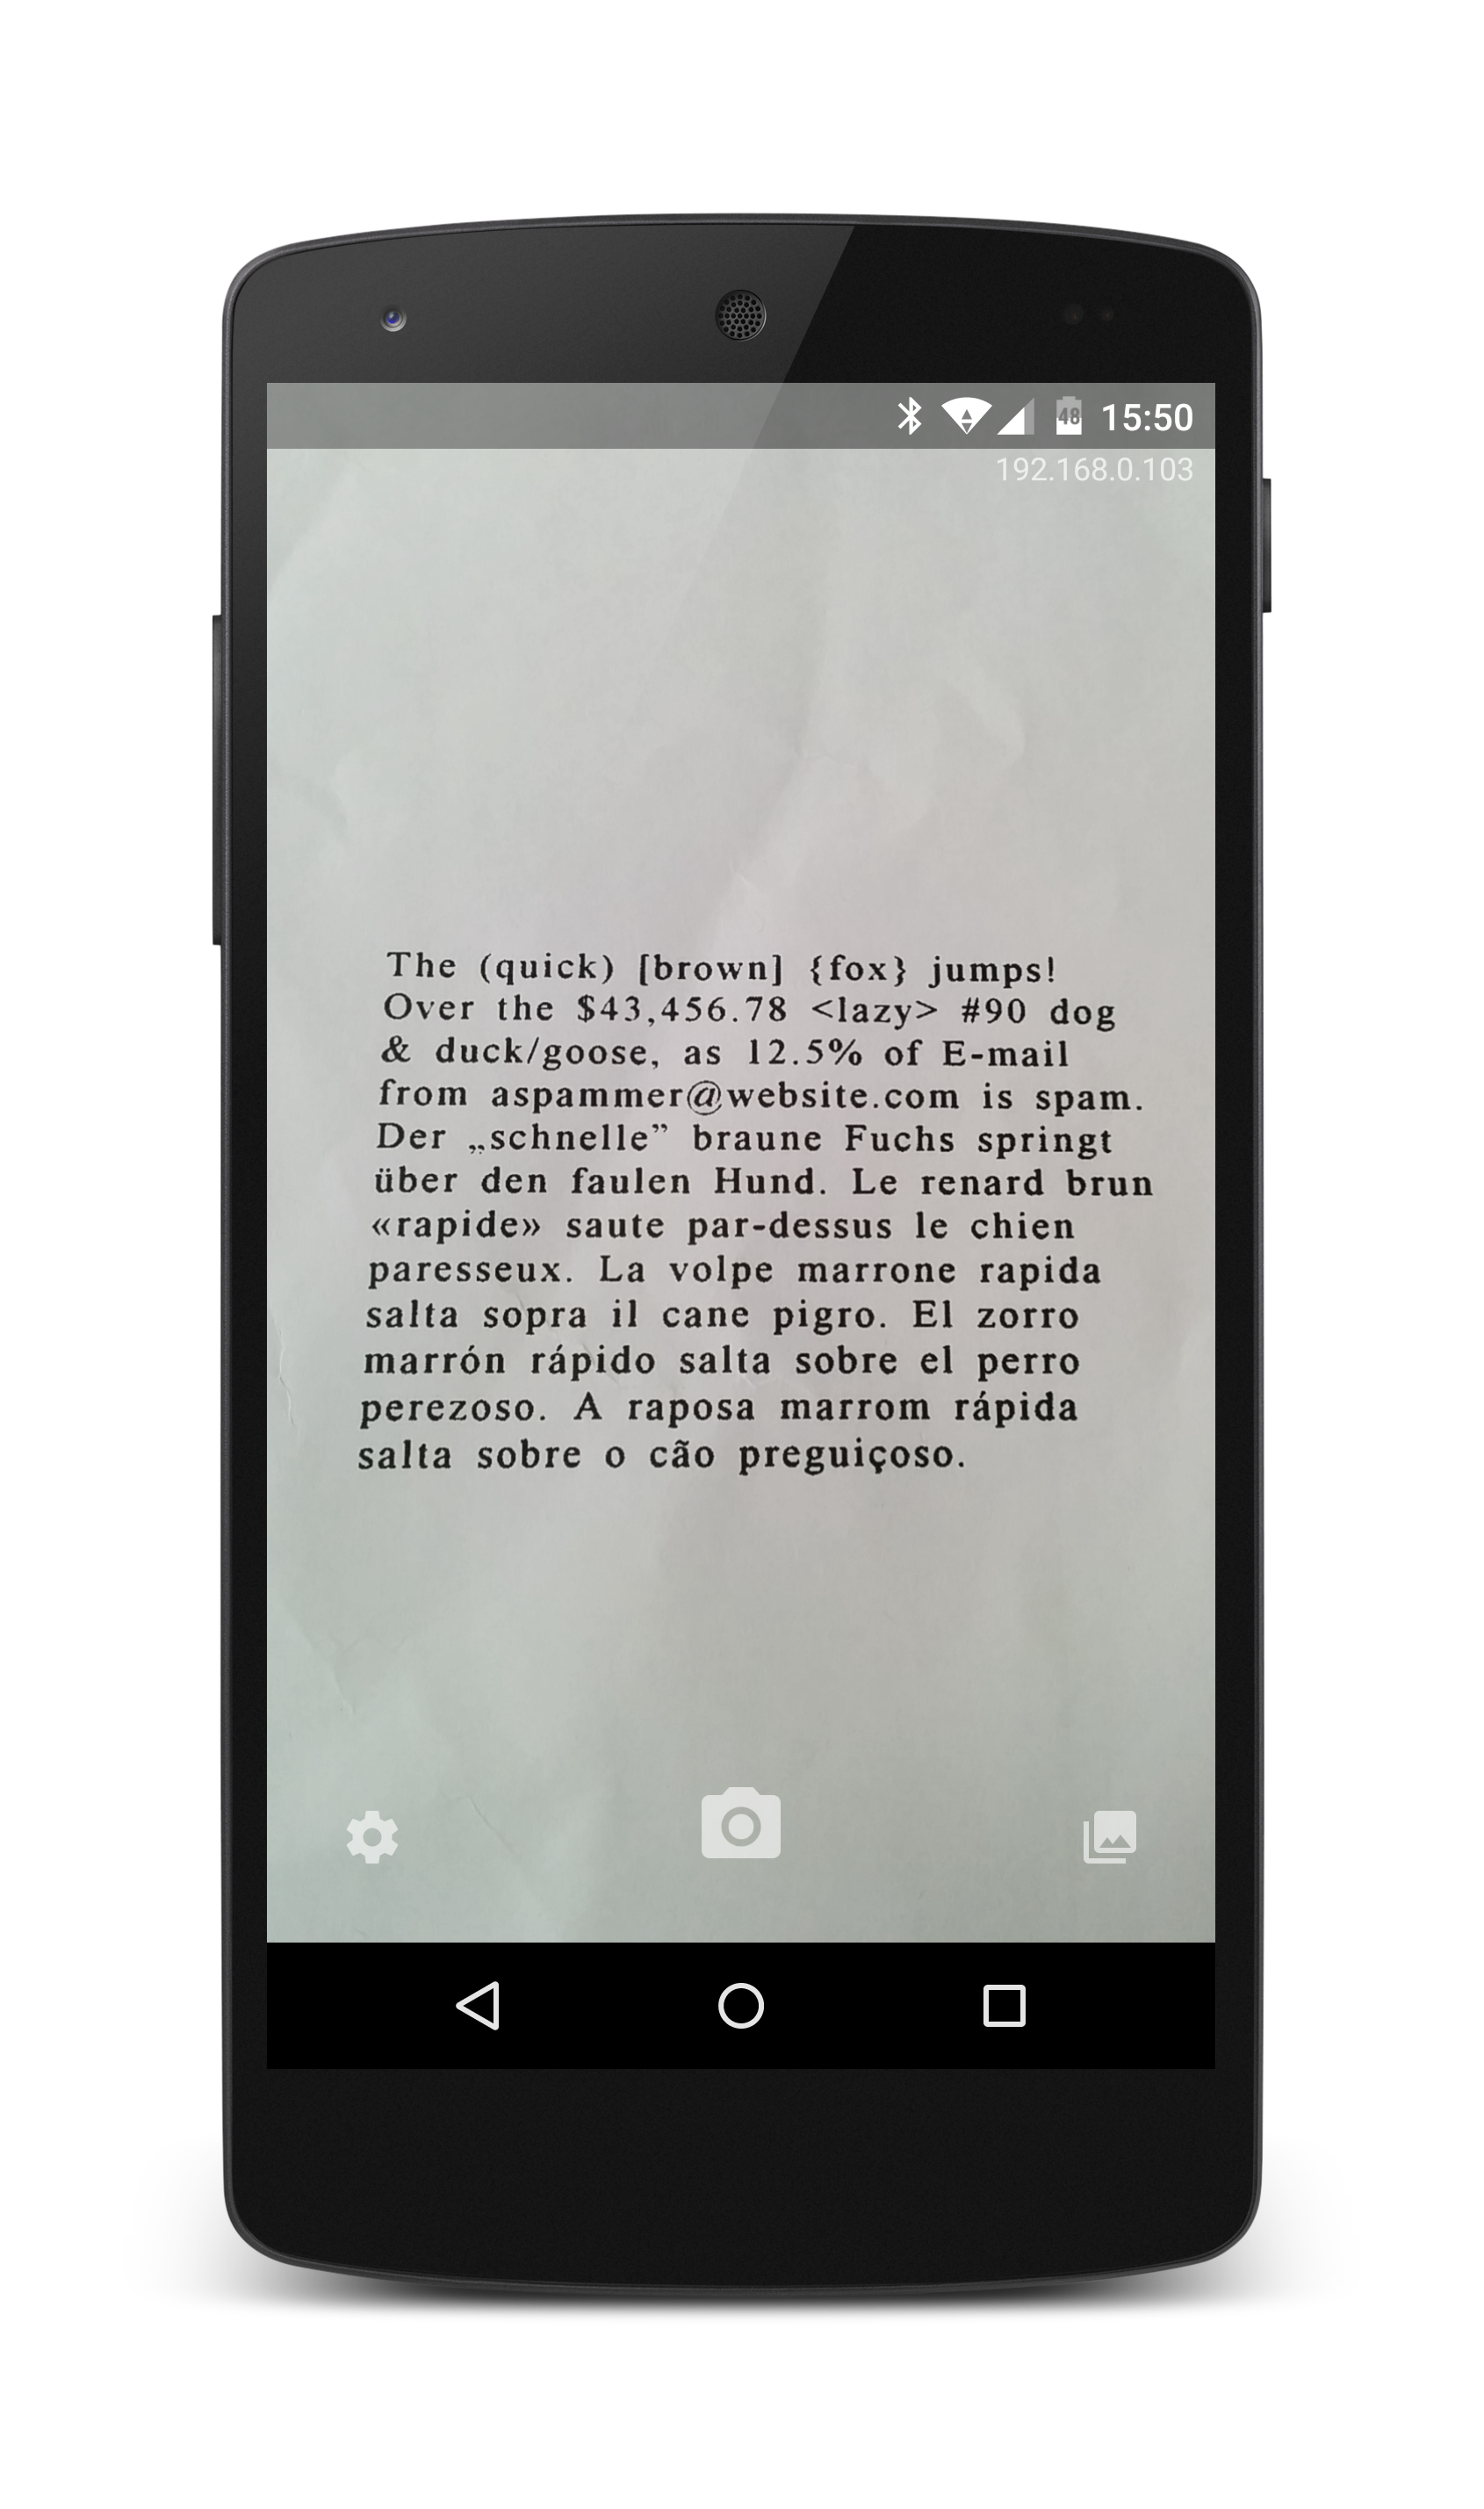 48 15:50
192.168.0.103
The (quick) [brown] {fox} jumps!
Over the $43,456.78 <lazy> #90 dog
& duck/goose, as 12.5% of E-mail
from aspammer@website.com is spam.
Der „schnelle” braune Fuchs springt
über den faulen Hund. Le renard brun
«rapide» saute par-dessus le chien
paresseux. La volpe marrone rapida
salta sopra il cane pigro. El zorro
marrón rápido salta sobre el perro
perezoso. A raposa marrom rápida
salta sobre o cão preguiçoso.